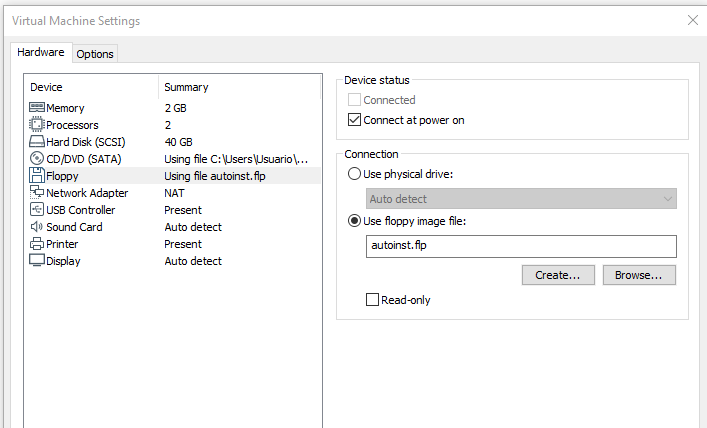 Virtual Machine Settings
Hardware Options
Device Summary
Memory 2 GB
Processors 2
Hard Disk (SCSI) 40 GB
CD/DVD (SATA) Using file C:\Users\Usuario\...
Floppy Using file autoinst.flp
Network Adapter NAT
USB Controller Present
Sound Card Auto detect
Printer Present
Display Auto detect
Device status
Connected
Connect at power on
Connection
Use physical drive:
Auto detect
Use floppy image file:
autoinst.flp
Create... Browse...
Read-only